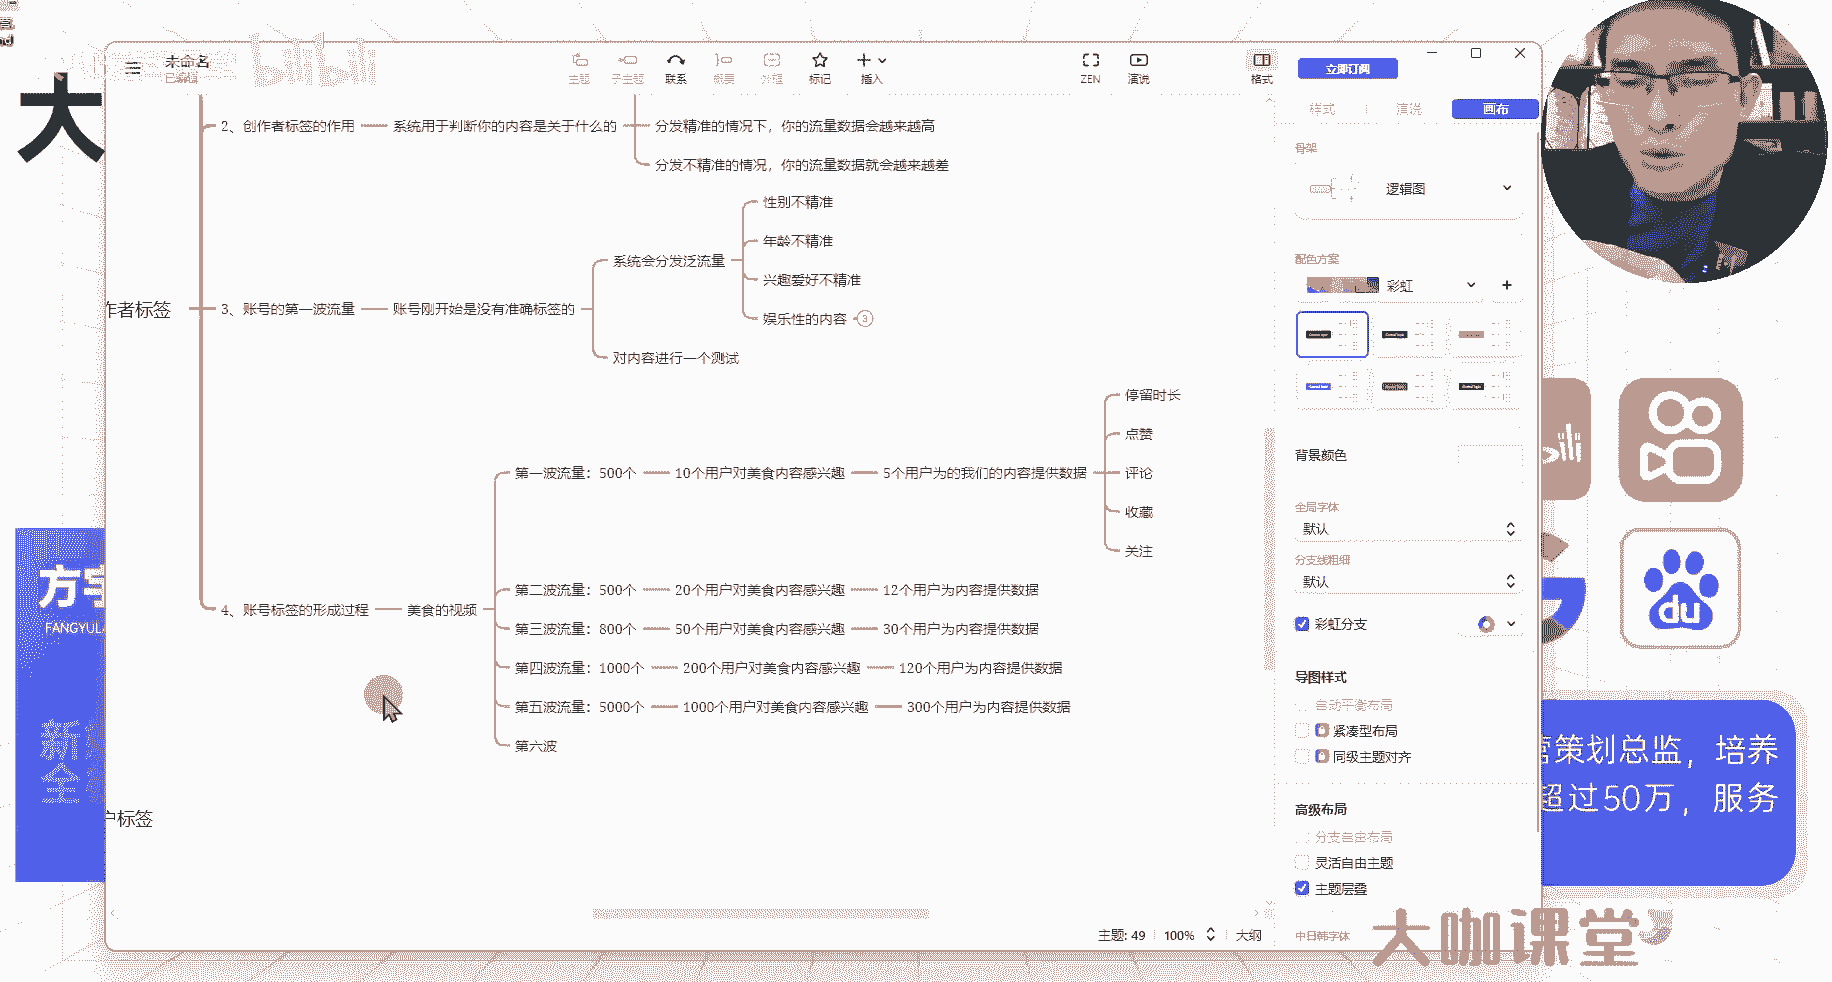 大
未命名
已编辑
bilibili
主题
子主题
联系
概要
外框
标记
插入
ZEN
演说
格式
立即订阅
样式
演说
画布
2、创作者标签的作用
系统用于判断你的内容是关于什么的
分发精准的情况下，你的流量数据会越来越高
分发不精准的情况，你的流量数据就会越来越差
作者标签
3、账号的第一波流量
账号刚开始是没有准确标签的
系统会分发泛流量
性别不精准
年龄不精准
兴趣爱好不精准
娱乐性的内容
3
对内容进行一个测试
4、账号标签的形成过程
美食的视频
第一波流量：500个
10个用户对美食内容感兴趣
5个用户为的我们的内容提供数据
停留时长
点赞
评论
收藏
关注
第二波流量：500个
20个用户对美食内容感兴趣
12个用户为内容提供数据
第三波流量：800个
50个用户对美食内容感兴趣
30个用户为内容提供数据
第四波流量：1000个
200个用户对美食内容感兴趣
120个用户为内容提供数据
第五波流量：5000个
1000个用户对美食内容感兴趣
300个用户为内容提供数据
第六波
户标签
骨架
逻辑图
配色方案
彩虹
背景颜色
全局字体
默认
分支线粗细
默认
彩虹分支
导图样式
自动平衡布局
紧凑型布局
同级主题对齐
高级布局
分支自由布局
灵活自由主题
主题层叠
中日韩字体
主题: 49
100%
大纲
方宇
FANGYUL
新
全
du
营策划总监，培养
超过50万，服务
大咖课堂